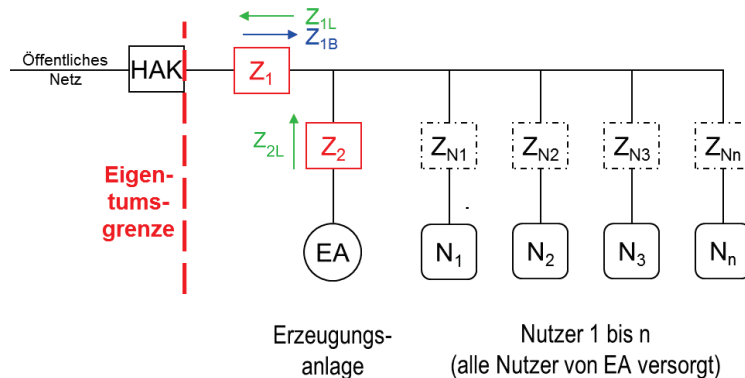 Z1L
Z1B
Öffentliches
Netz
HAK
Z1
Z2L
Z2
ZN1
ZN2
ZN3
ZNn
Eigen-
tums-
grenze
EA
N1
N2
N3
Nn
Erzeugungs-
anlage
Nutzer 1 bis n
(alle Nutzer von EA versorgt)